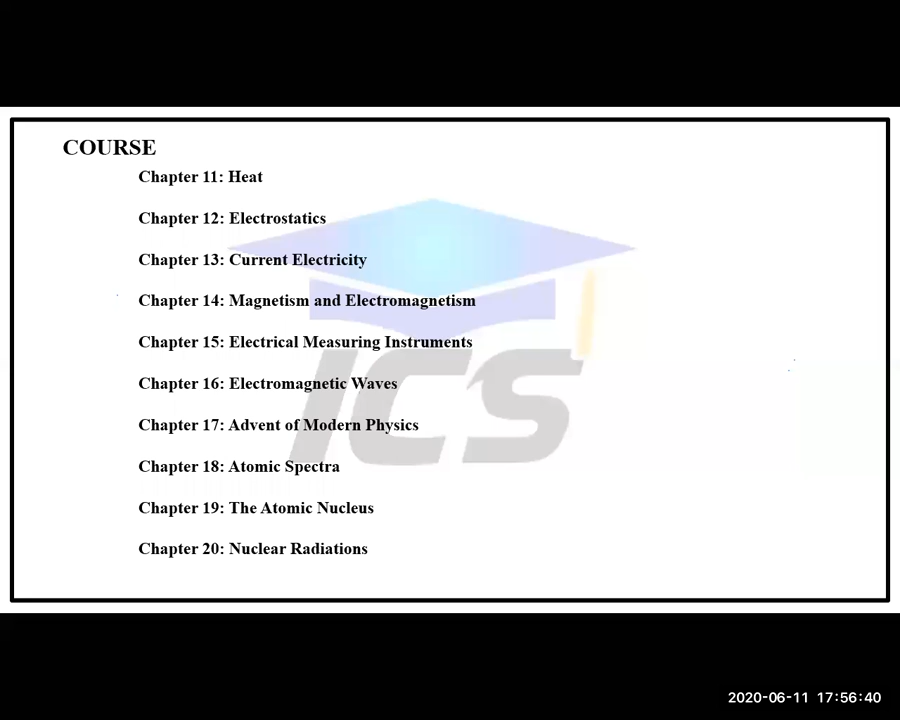 COURSE
Chapter 11: Heat
Chapter 12: Electrostatics
Chapter 13: Current Electricity
Chapter 14: Magnetism and Electromagnetism
Chapter 15: Electrical Measuring Instruments
Chapter 16: Electromagnetic Waves
Chapter 17: Advent of Modern Physics
Chapter 18: Atomic Spectra
Chapter 19: The Atomic Nucleus
Chapter 20: Nuclear Radiations
ICS
2020-06-11 17:56:40